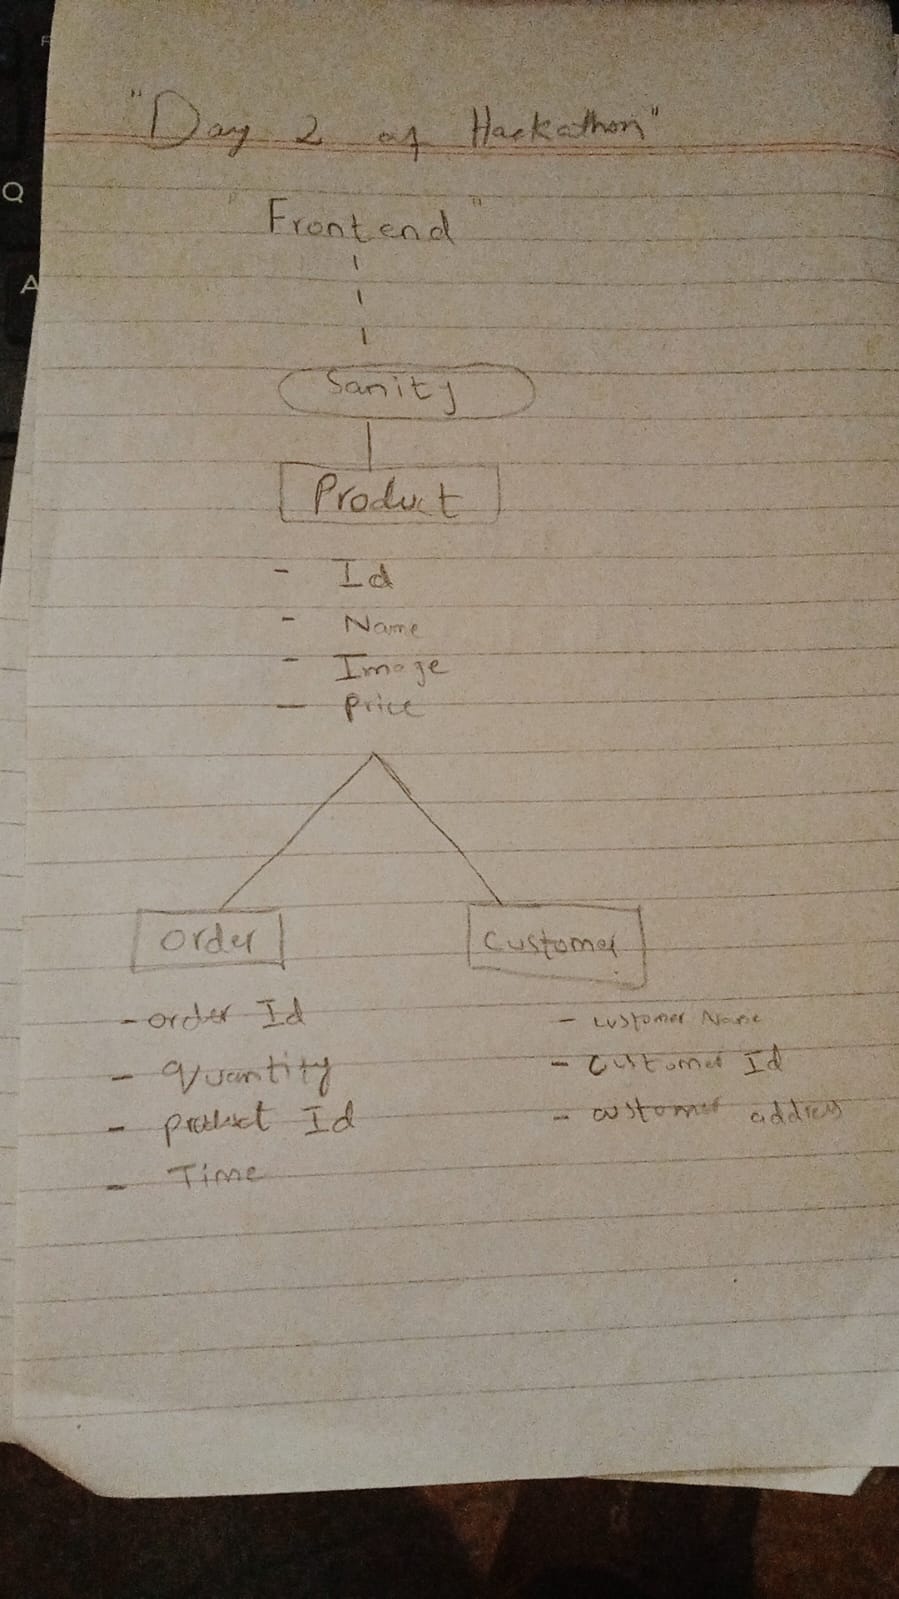 "Day 2 of Hackathon"
"Frontend"
Sanity
Product
- Id
- Name
- Image
- Price
Order
- order Id
- Quantity
- product Id
- Time
Customer
- customer Name
- customer Id
- customer address
Q
A